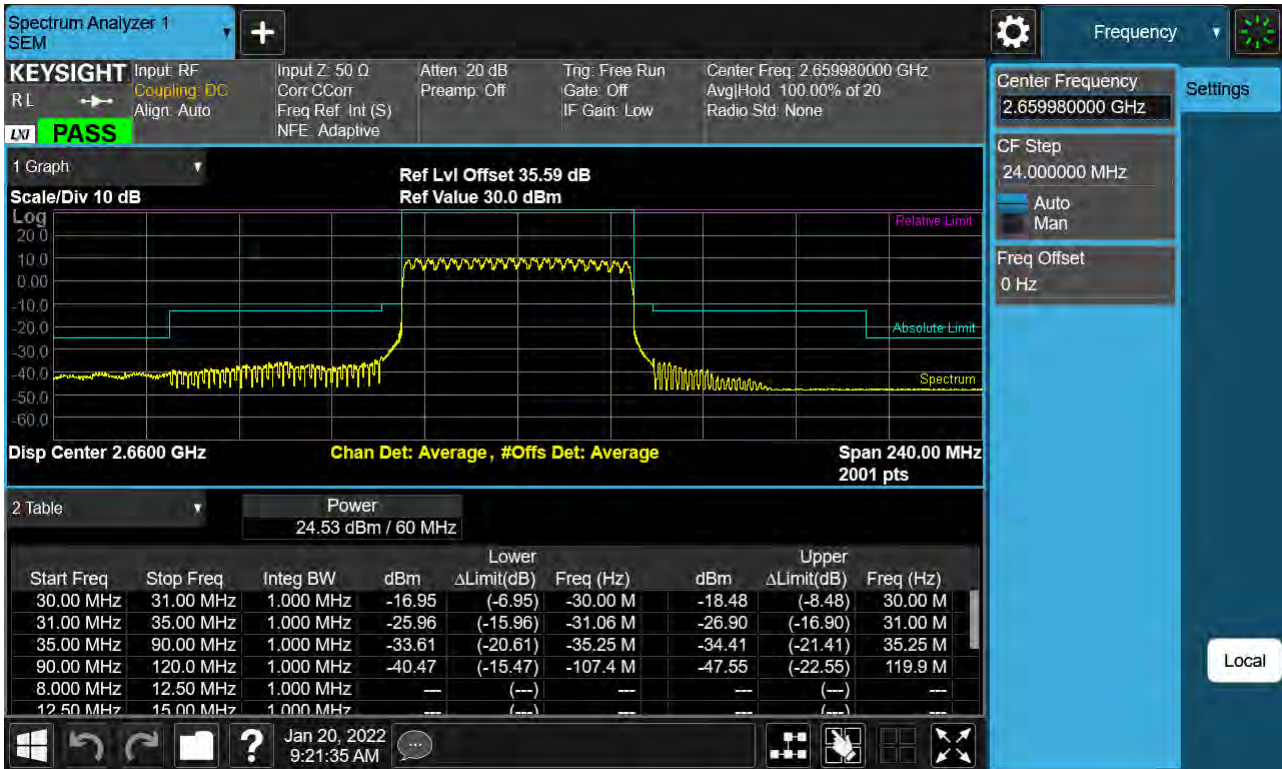 Spectrum Analyzer 1
SEM
+
Frequency
KEYSIGHT
R L
LXI
PASS
Input: RF
Coupling: DC
Align: Auto
Input Z: 50 Ω
Corr CCorr
Freq Ref: Int (S)
NFE: Adaptive
Atten: 20 dB
Preamp: Off
Trig: Free Run
Gate: Off
IF Gain: Low
Center Freq: 2.659980000 GHz
Avg|Hold: 100.00% of 20
Radio Std: None
Center Frequency
2.659980000 GHz
Settings
CF Step
24.000000 MHz
Auto
Man
Freq Offset
0 Hz
Local
1 Graph
Scale/Div 10 dB
Ref Lvl Offset 35.59 dB
Ref Value 30.0 dBm
Log
20.0
10.0
0.00
-10.0
-20.0
-30.0
-40.0
-50.0
-60.0
Relative Limit
Absolute Limit
Spectrum
Disp Center 2.6600 GHz
Chan Det: Average , #Offs Det: Average
Span 240.00 MHz
2001 pts
2 Table
Power
24.53 dBm / 60 MHz
Lower Upper
Start Freq Stop Freq Integ BW dBm ΔLimit(dB) Freq (Hz) dBm ΔLimit(dB) Freq (Hz)
30.00 MHz 31.00 MHz 1.000 MHz -16.95 (-6.95) -30.00 M -18.48 (-8.48) 30.00 M
31.00 MHz 35.00 MHz 1.000 MHz -25.96 (-15.96) -31.06 M -26.90 (-16.90) 31.00 M
35.00 MHz 90.00 MHz 1.000 MHz -33.61 (-20.61) -35.25 M -34.41 (-21.41) 35.25 M
90.00 MHz 120.0 MHz 1.000 MHz -40.47 (-15.47) -107.4 M -47.55 (-22.55) 119.9 M
8.000 MHz 12.50 MHz 1.000 MHz --- (---) --- --- (---) ---
12.50 MHz 15.00 MHz 1.000 MHz --- (---) --- --- (---) ---
?
Jan 20, 2022
9:21:35 AM